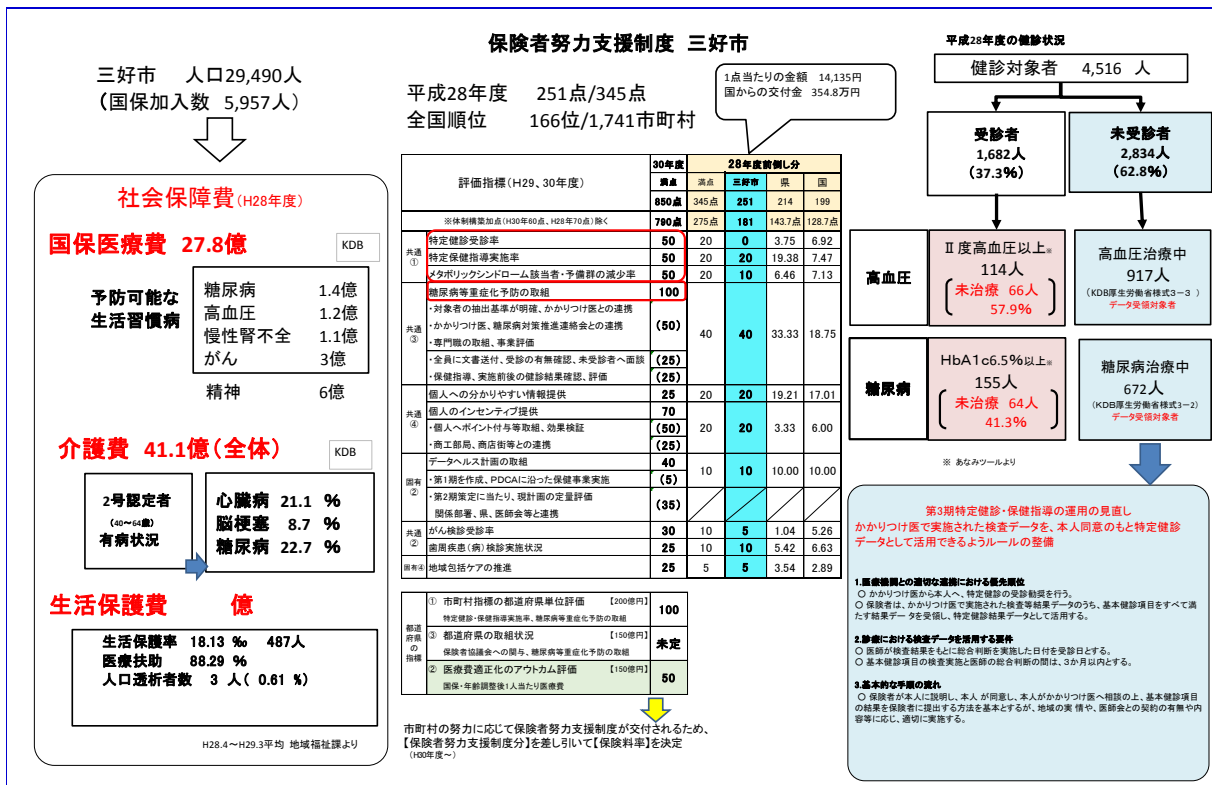 保険者努力支援制度 三好市
三好市 人口29,490人
(国保加入数 5,957人)
社会保障費(H28年度)
国保医療費 27.8億
KDB
予防可能な
生活習慣病
糖尿病 1.4億
高血圧 1.2億
慢性腎不全 1.1億
がん 3億
精神 6億
介護費 41.1億(全体)
KDB
2号認定者
(40~64歳)
有病状況
心臓病 21.1 %
脳梗塞 8.7 %
糖尿病 22.7 %
生活保護費 億
生活保護率 18.13 ‰ 487人
医療扶助 88.29 %
人口透析者数 3 人( 0.61 %)
H28.4~H29.3平均 地域福祉課より
平成28年度 251点/345点
全国順位 166位/1,741市町村
1点当たりの金額 14,135円
国からの交付金 354.8万円
評価指標(H29、30年度) 30年度 28年度前倒し分
満点 満点 三好市 県 国
850点 345点 251 214 199
※体制構築加点(H30年60点、H28年70点)除く 790点 275点 181 143.7点 128.7点
共通① 特定健診受診率 50 20 0 3.75 6.92
特定保健指導実施率 50 20 20 19.38 7.47
メタボリックシンドローム該当者・予備群の減少率 50 20 10 6.46 7.13
共通③ 糖尿病等重症化予防の取組 100 40 40 33.33 18.75
・対象者の抽出基準が明確、かかりつけ医との連携
・かかりつけ医、糖尿病対策推進連絡会との連携 (50)
・専門職の取組、事業評価
・全員に文書送付、受診の有無確認、未受診者へ面談 (25)
・保健指導、実施前後の健診結果確認、評価 (25)
共通④ 個人への分かりやすい情報提供 25 20 20 19.21 17.01
個人のインセンティブ提供 70 20 20 3.33 6.00
・個人へポイント付与等取組、効果検証 (50)
・商工部局、商店街等との連携 (25)
固有② データヘルス計画の取組 40 10 10 10.00 10.00
・第1期を作成、PDCAに沿った保健事業実施 (5)
・第2期策定に当たり、現計画の定量評価 (35)
関係部署、県、医師会等と連携
共通② がん検診受診率 30 10 5 1.04 5.26
歯周疾患(病)検診実施状況 25 10 10 5.42 6.63
固有④ 地域包括ケアの推進 25 5 5 3.54 2.89
都道府県の指標
① 市町村指標の都道府県単位評価 【200億円】 100
特定健診・保健指導実施率、糖尿病等重症化予防の取組
③ 都道府県の取組状況 【150億円】 未定
保険者協議会への関与、糖尿病等重症化予防の取組
② 医療費適正化のアウトカム評価 【150億円】 50
国保・年齢調整後1人当たり医療費
市町村の努力に応じて保険者努力支援制度が交付されるため、
【保険者努力支援制度分】を差し引いて【保険料率】を決定
(H30年度~)
平成28年度の健診状況
健診対象者 4,516 人
受診者
1,682人
(37.3%)
未受診者
2,834人
(62.8%)
高血圧
Ⅱ度高血圧以上※
114人
未治療 66人
57.9%
高血圧治療中
917人
(KDB厚生労働省様式3-3 )
データ受領対象者
糖尿病
HbA1c6.5%以上※
155人
未治療 64人
41.3%
糖尿病治療中
672人
(KDB厚生労働省様式3-2)
データ受領対象者
※ あなみツールより
第3期特定健診・保健指導の運用の見直し
かかりつけ医で実施された検査データを、本人同意のもと特定健診
データとして活用できるようルールの整備
1.医療機関との適切な連携における優先順位
○ かかりつけ医から本人へ、特定健診の受診勧奨を行う。
○ 保険者は、かかりつけ医で実施された検査等結果データのうち、基本健診項目をすべて満
たす結果データを受領し、特定健診結果データとして活用する。
2.診療における検査データを活用する要件
○ 医師が検査結果をもとに総合判断を実施した日付を受診日とする。
○ 基本健診項目の検査実施と医師の総合判断の間は、3か月以内とする。
3.基本的な手順の流れ
○ 保険者が本人に説明し、本人が同意し、本人がかかりつけ医へ相談の上、基本健診項目
の結果を保険者に提出する方法を基本とするが、地域の実情や、医師会との契約の有無や内
容等に応じ、適切に実施する。